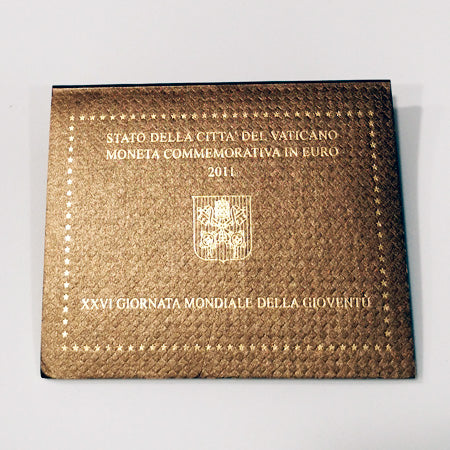 STATO DELLA CITTA' DEL VATICANO
MONETA COMMEMORATIVA IN EURO
2011
XXVI GIORNATA MONDIALE DELLA GIOVENTÙ